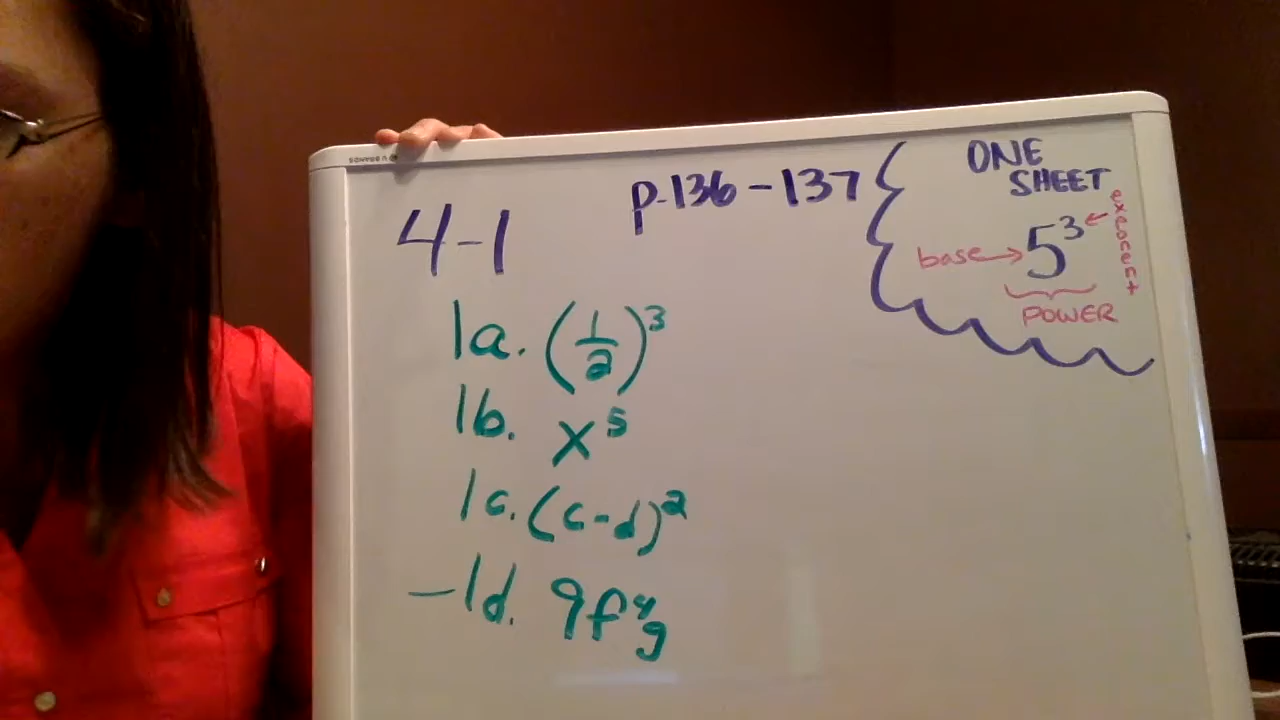 4-1
p.136-137
ONE
SHEET
base→ 5³ ← exponent
POWER
1a. (1/2)³
1b. x⁵
1c. (c-d)²
-1d. 9f⁴g